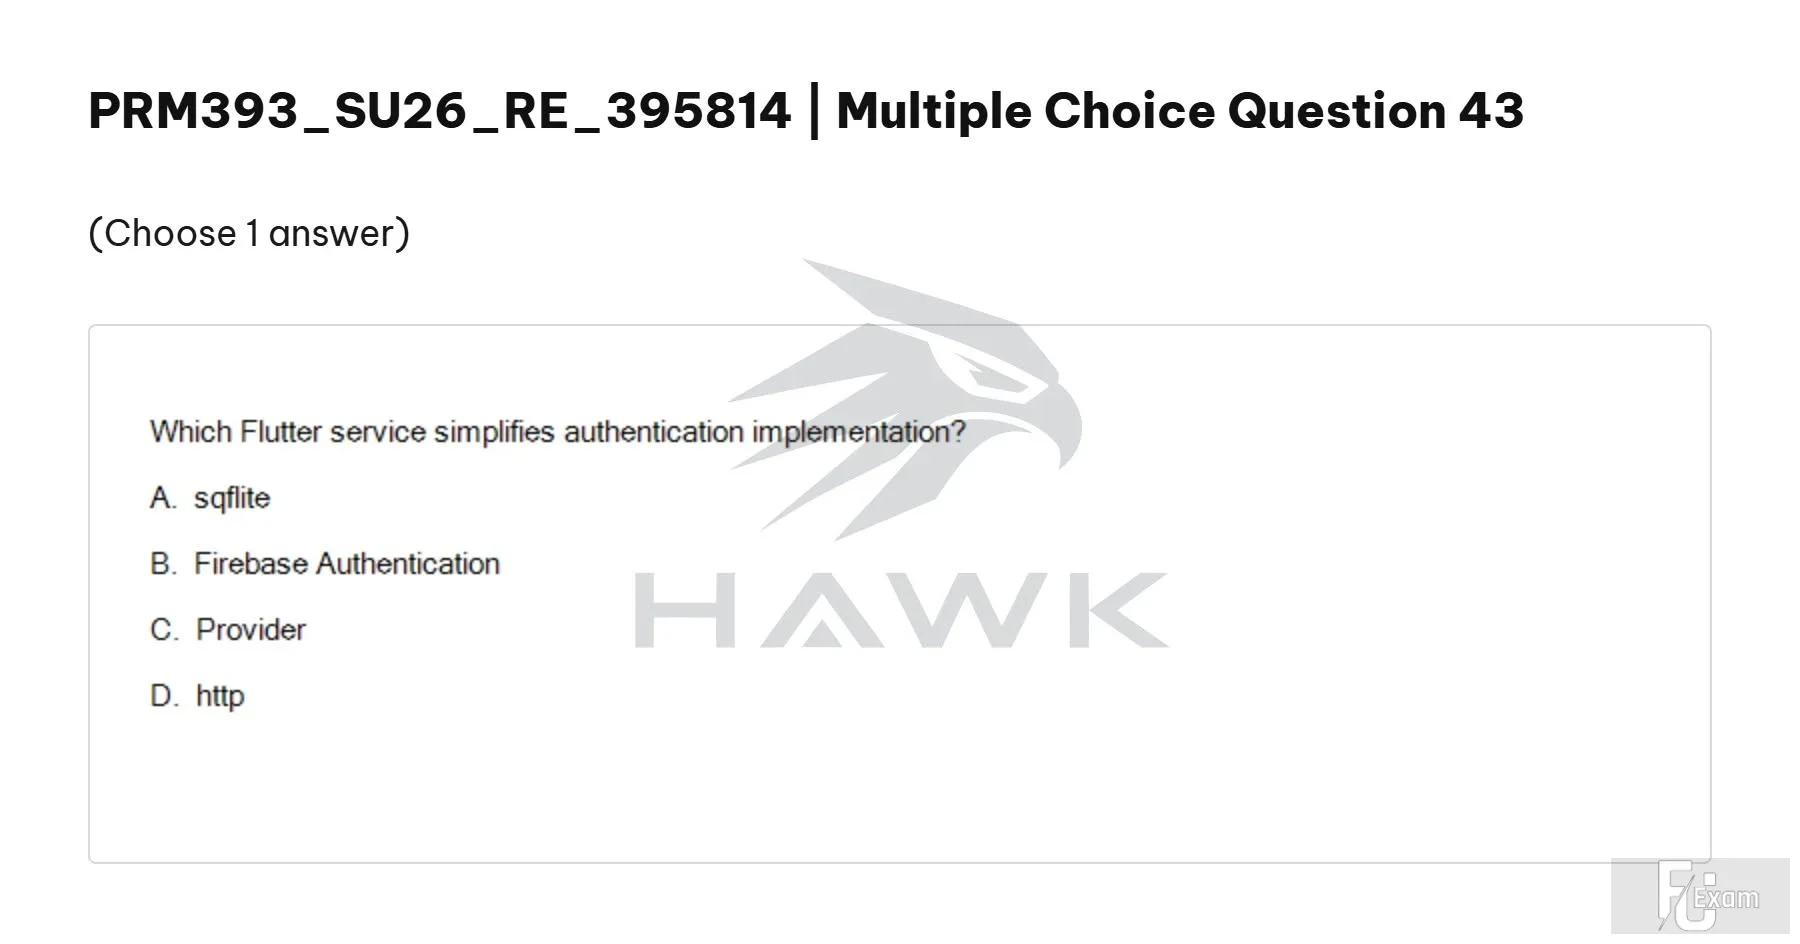 PRM393_SU26_RE_395814 | Multiple Choice Question 43
(Choose 1 answer)
Which Flutter service simplifies authentication implementation?
A. sqflite
B. Firebase Authentication
C. Provider
D. http
HAWK
FU Exam